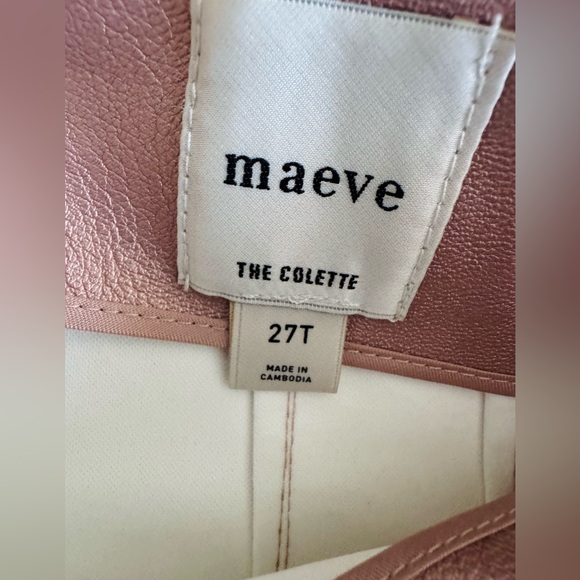 maeve
THE COLETTE
27T
MADE IN
CAMBODIA